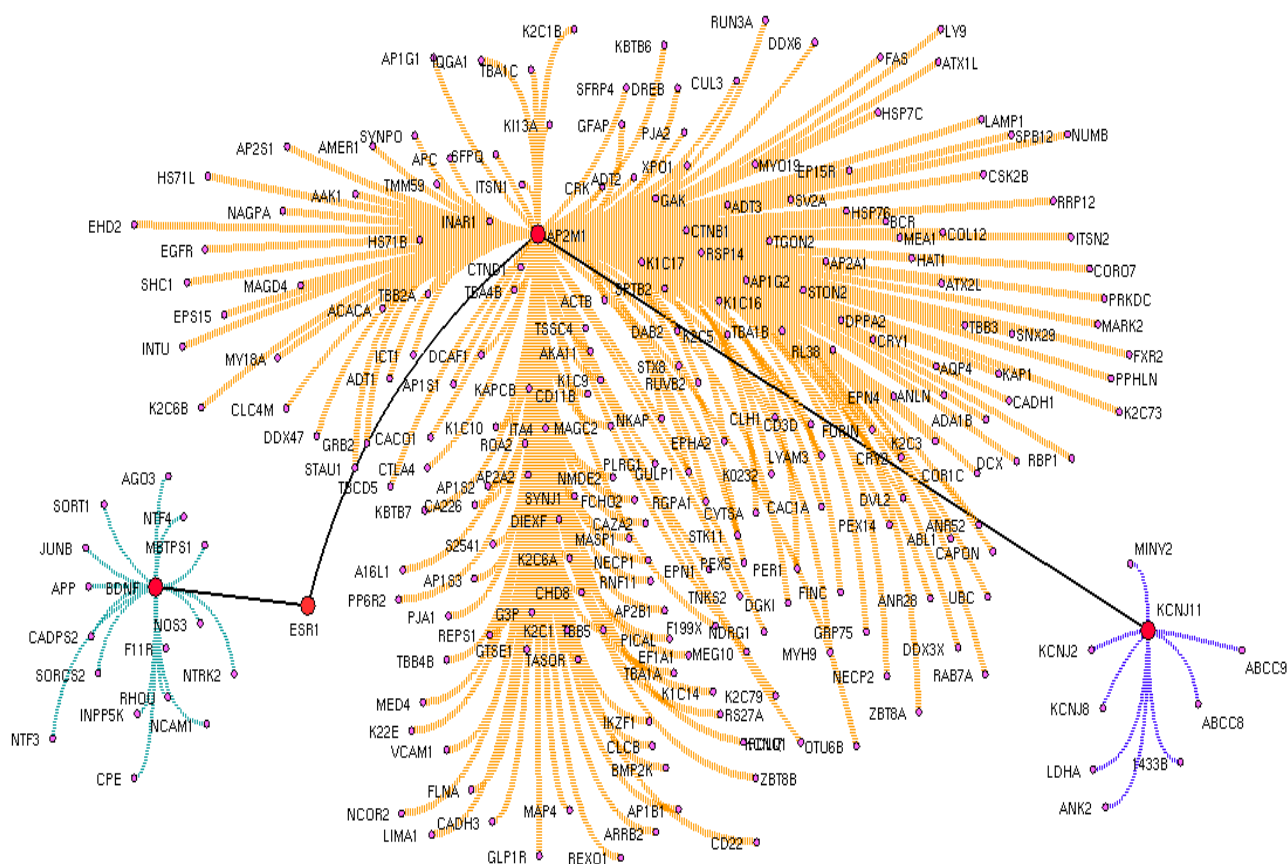 K2C1B
RUN3A
LY9
AP1G1
IQGA1
TBA1C
KBTB6
DDX6
FAS
ATX1L
SFRP4
DREB
CUL3
KI13A
GFAP
PJA2
HSP7C
LAMP1
SPB12
NUMB
SYNPO
AP2S1
AMER1
APC
SFPQ
XPO1
MYO19
EP15R
CSK2B
HS71L
AAK1
TMM59
ITSN1
CRK
ADT2
GAK
ADT3
SV2A
HSP76
RRP12
NAGPA
EHD2
INAR1
HS71B
AP2M1
CTNB1
TGON2
BCR
MEA1
COL12
ITSN2
EGFR
RSP14
K1C17
AP2A1
HAT1
CORO7
SHC1
MAGD4
TBB2A
CTND1
TBA4B
SPTB2
ACTB
AP1G2
K1C16
STON2
ATX2L
PRKDC
EPS15
ACACA
TSSC4
DAB2
K2C5
TBA1B
DPPA2
TBB3
SNX29
MARK2
INTU
MY18A
ICT1
DCAF1
AKA11
RL38
CRY1
FXR2
ADT1
AP1S1
KAPCB
K1C9
CD11B
STX8
RUVB2
AQP4
KAP1
PPHLN
K2C6B
CLC4M
EPN4
ANLN
CADH1
K2C73
DDX47
GRB2
CACO1
K1C10
ITA4
ROA2
MAGC2
NKAP
EPHA2
CLH1
CD3D
FURIN
ADA1B
K2C3
STAU1
TBCD5
CTLA4
AP2A2
NMDE2
PLRG1
GULP1
K0232
LYAM3
CRY2
COR1C
DCX
RBP1
AGO3
AP1S2
CA226
KBTB7
SYNJ1
FCHO2
RGPA1
CYTSA
CAC1A
DVL2
SORT1
NTF4
DIEXF
CAZA2
MASP1
STK11
PEX14
ANR52
ABL1
CAPON
JUNB
MBTPS1
S2541
K2C6A
NECP1
EPN1
PEX5
PER1
MINY2
APP
BDNF
A16L1
AP1S3
RNF11
TNKS2
DGKI
FINC
ANR28
UBC
PP6R2
CHD8
PJA1
G3P
AP2B1
F199X
NDRG1
GRP75
KCNJ11
CADPS2
NOS3
ESR1
REPS1
K2C1
TBB5
PICAL
MEG10
MYH9
DDX3X
KCNJ2
F11R
TBB4B
GTSE1
TASOR
EF1A1
TBA1A
NECP2
RAB7A
ABCC9
SORCS2
NTRK2
RHOU
MED4
K1C14
K2C79
RS27A
ZBT8A
KCNJ8
ABCC8
INPP5K
NCAM1
K22E
IKZF1
NTF3
VCAM1
CLCB
OTU6B
CPE
BMP2K
ZBT8B
LDHA
1433B
FLNA
NCOR2
MAP4
AP1B1
ANK2
LIMA1
CADH3
ARRB2
CD22
GLP1R
REXO1